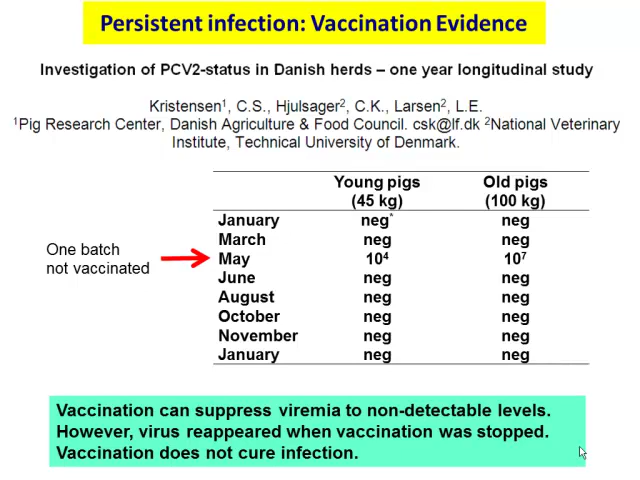 Persistent infection: Vaccination Evidence
Investigation of PCV2-status in Danish herds – one year longitudinal study
Kristensen¹, C.S., Hjulsager², C.K., Larsen², L.E.
¹Pig Research Center, Danish Agriculture & Food Council. csk@lf.dk ²National Veterinary
Institute, Technical University of Denmark.
Young pigs (45 kg) Old pigs (100 kg)
January neg* neg
March neg neg
One batch not vaccinated
May 10⁴ 10⁷
June neg neg
August neg neg
October neg neg
November neg neg
January neg neg
Vaccination can suppress viremia to non-detectable levels.
However, virus reappeared when vaccination was stopped.
Vaccination does not cure infection.